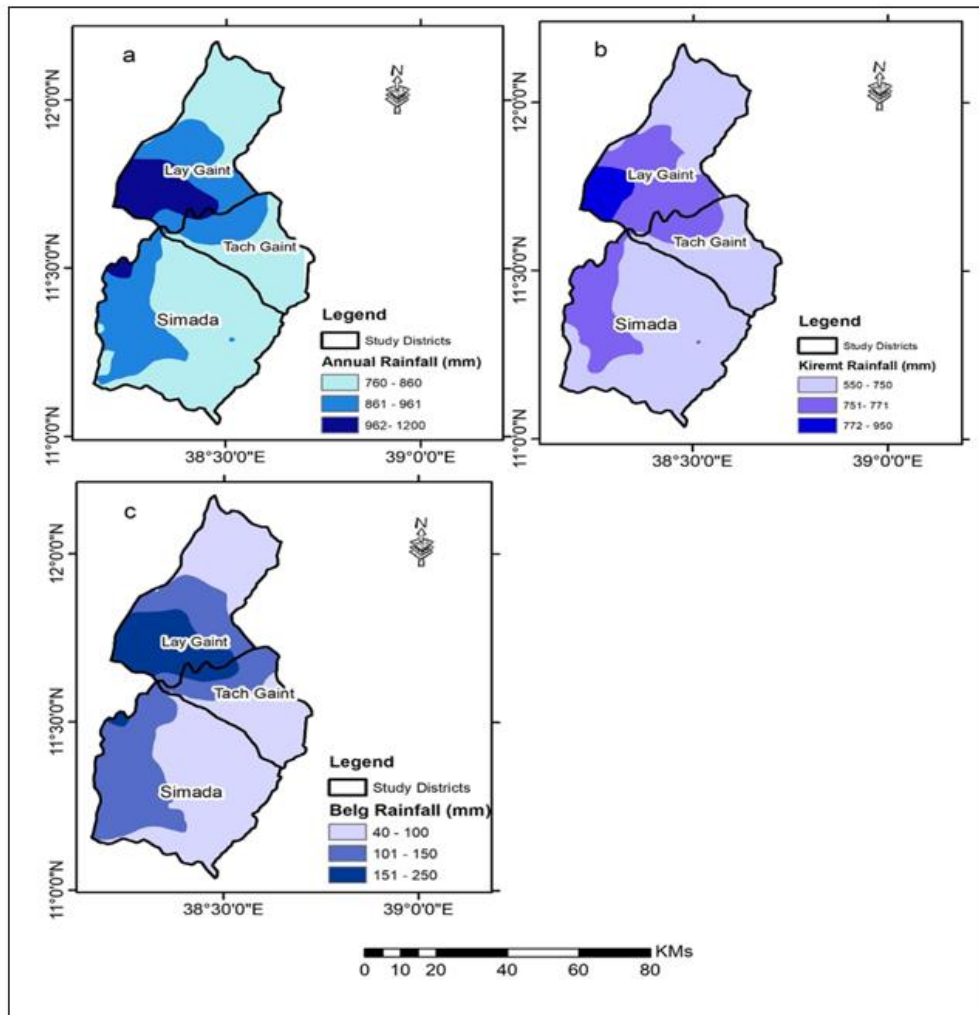 a
N
12°0'0"N
11°30'0"N
11°0'0"N
Lay Gaint
Tach Gaint
Simada
Legend
Study Districts
Annual Rainfall (mm)
760 - 860
861 - 961
962- 1200
38°30'0"E
39°0'0"E
b
N
12°0'0"N
11°30'0"N
11°0'0"N
Lay Gaint
Tach Gaint
Simada
Legend
Study Districts
Kiremt Rainfall (mm)
550 - 750
751- 771
772 - 950
38°30'0"E
39°0'0"E
c
N
12°0'0"N
11°30'0"N
11°0'0"N
Lay Gaint
Tach Gaint
Simada
Legend
Study Districts
Belg Rainfall (mm)
40 - 100
101 - 150
151 - 250
38°30'0"E
39°0'0"E
KMs
0 10 20 40 60 80